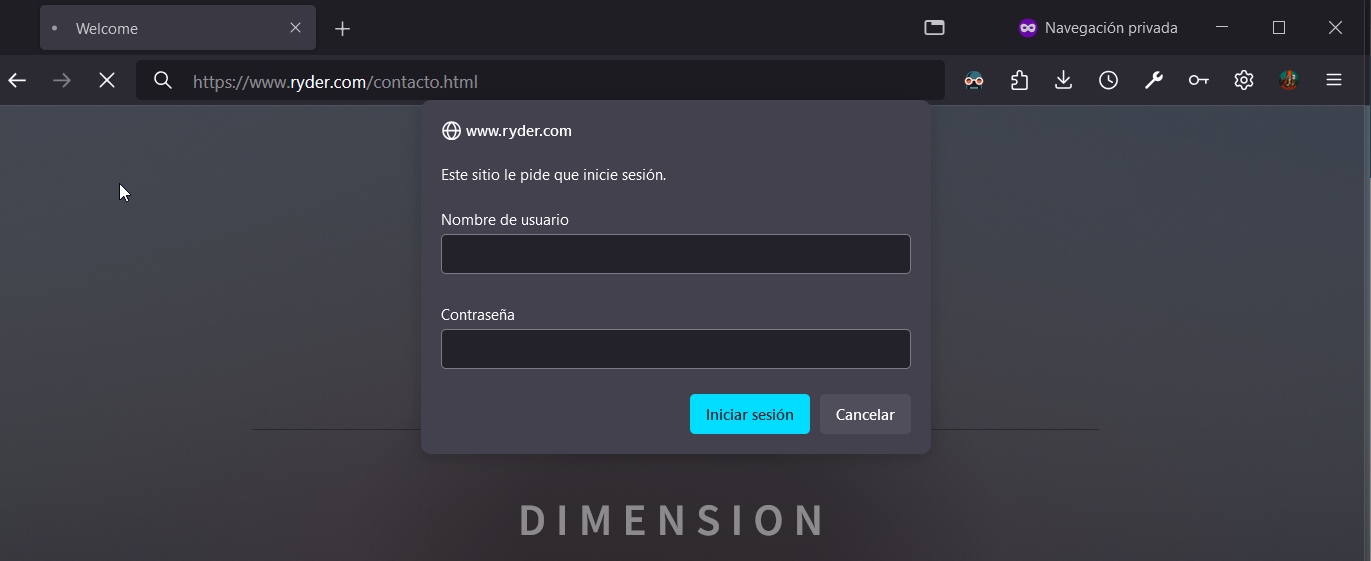 Welcome
Navegación privada
https://www.ryder.com/contacto.html
www.ryder.com
Este sitio le pide que inicie sesión.
Nombre de usuario
Contraseña
Iniciar sesión
Cancelar
DIMENSION